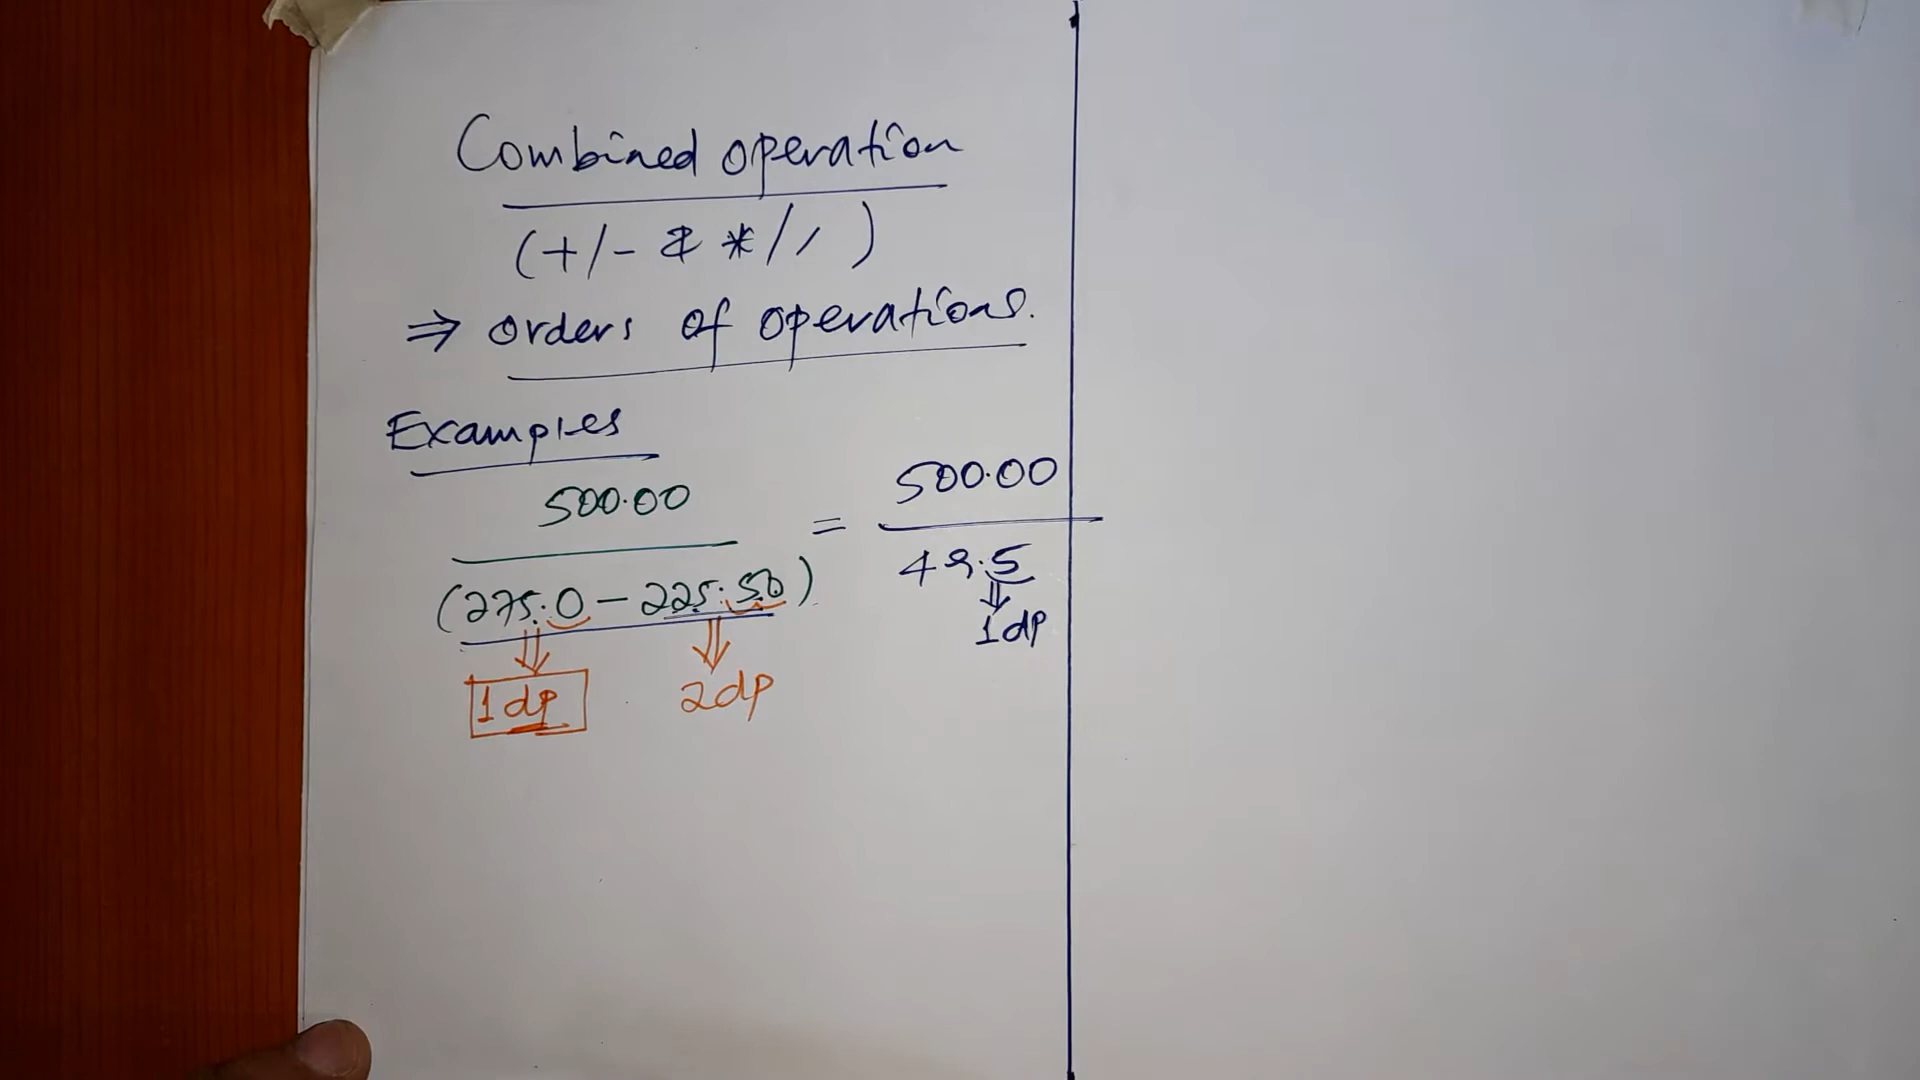 Combined operation
(+/- & */, )
⇒ orders of operations.
Examples
500.00
(275.0 - 225.50)
1dp
2dp
=
500.00
49.5
1dp